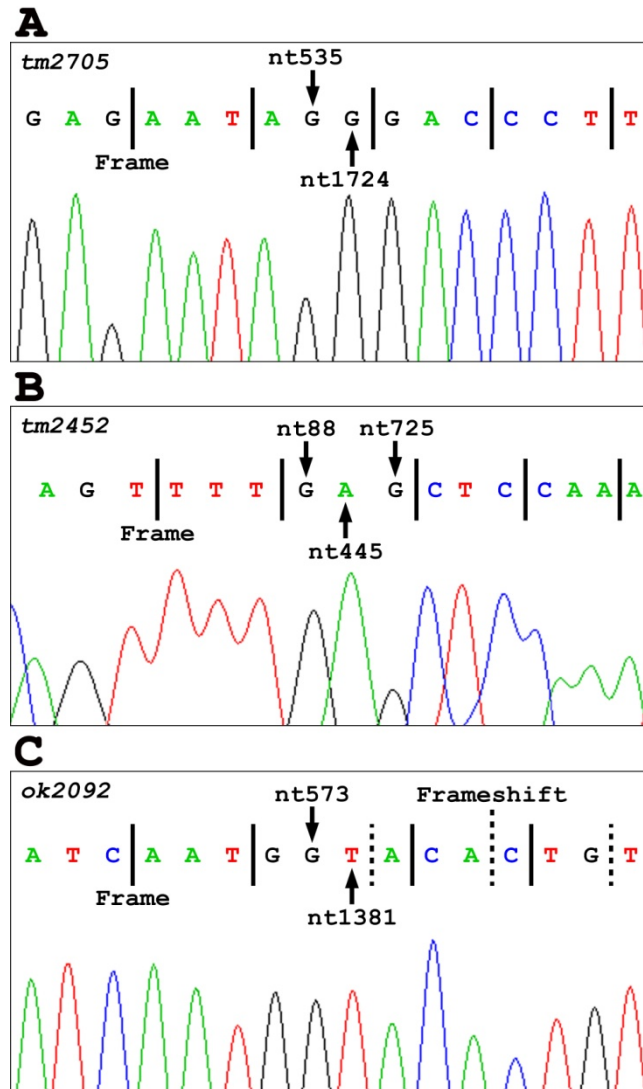 A
tm2705
nt535
G A G A A T A G G G A C C C T T
Frame
nt1724
B
tm2452
nt88 nt725
A G T T T T G A G C T C C A A A
Frame
nt445
C
ok2092
nt573 Frameshift
A T C A A T G G T A C A C T G T
Frame
nt1381